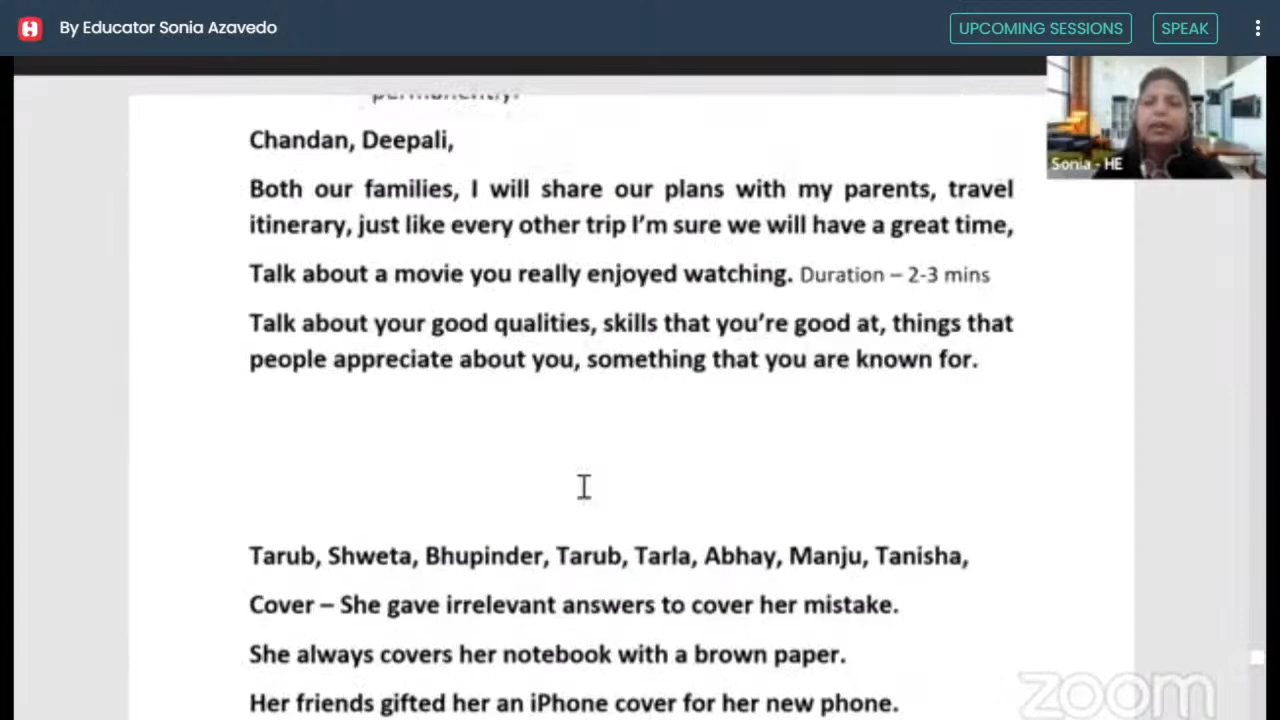 By Educator Sonia Azavedo
UPCOMING SESSIONS
SPEAK
permanently.
Sonia - HE
Chandan, Deepali,
Both our families, I will share our plans with my parents, travel
itinerary, just like every other trip I'm sure we will have a great time,
Talk about a movie you really enjoyed watching. Duration – 2-3 mins
Talk about your good qualities, skills that you're good at, things that
people appreciate about you, something that you are known for.
Tarub, Shweta, Bhupinder, Tarub, Tarla, Abhay, Manju, Tanisha,
Cover – She gave irrelevant answers to cover her mistake.
She always covers her notebook with a brown paper.
Her friends gifted her an iPhone cover for her new phone.
zoom